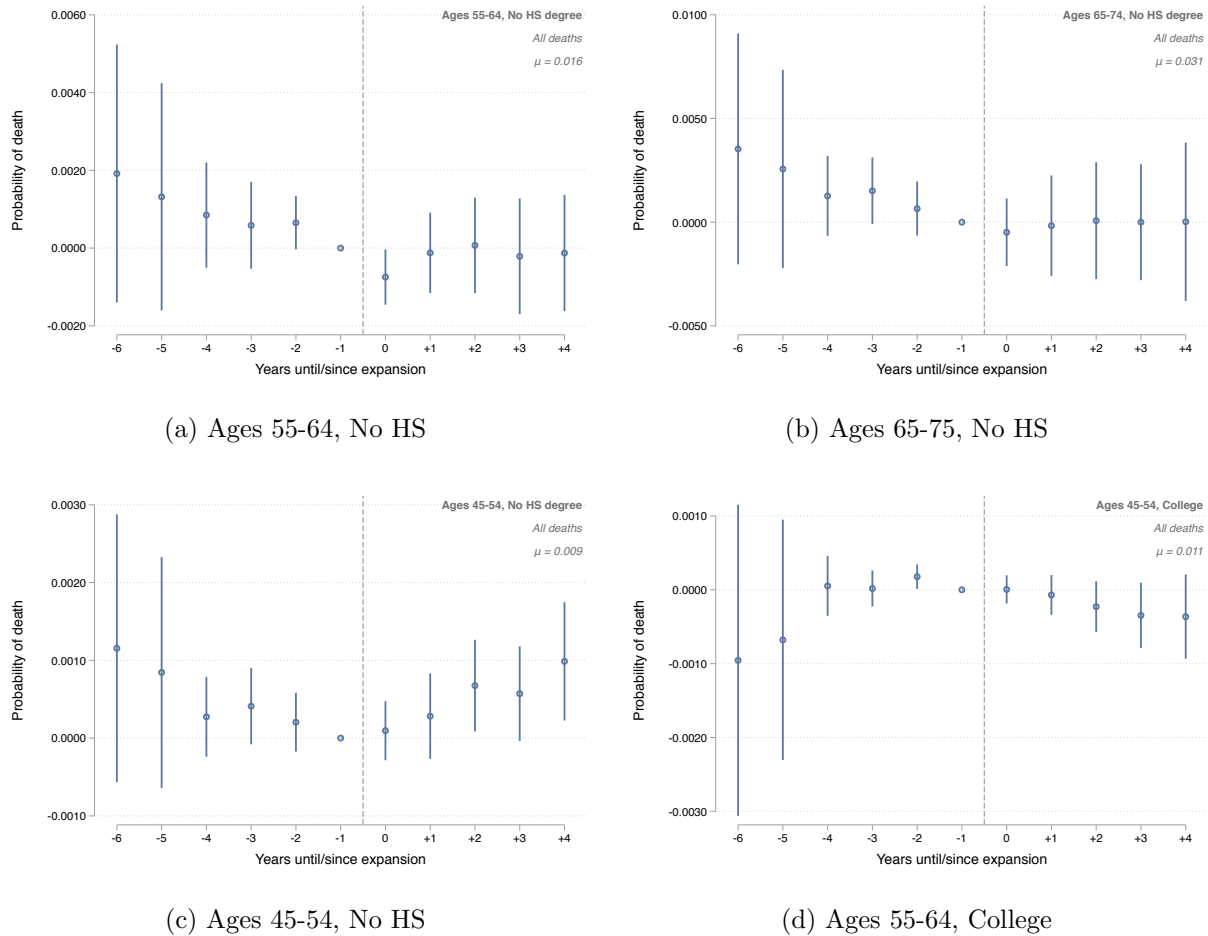 Ages 55-64, No HS degree
All deaths
μ = 0.016
0.0060
0.0040
0.0020
0.0000
-0.0020
Probability of death
-6 -5 -4 -3 -2 -1 0 +1 +2 +3 +4
Years until/since expansion
(a) Ages 55-64, No HS
Ages 65-74, No HS degree
All deaths
μ = 0.031
0.0100
0.0050
0.0000
-0.0050
Probability of death
-6 -5 -4 -3 -2 -1 0 +1 +2 +3 +4
Years until/since expansion
(b) Ages 65-75, No HS
Ages 45-54, No HS degree
All deaths
μ = 0.009
0.0030
0.0020
0.0010
0.0000
-0.0010
Probability of death
-6 -5 -4 -3 -2 -1 0 +1 +2 +3 +4
Years until/since expansion
(c) Ages 45-54, No HS
Ages 45-54, College
All deaths
μ = 0.011
0.0010
0.0000
-0.0010
-0.0020
-0.0030
Probability of death
-6 -5 -4 -3 -2 -1 0 +1 +2 +3 +4
Years until/since expansion
(d) Ages 55-64, College